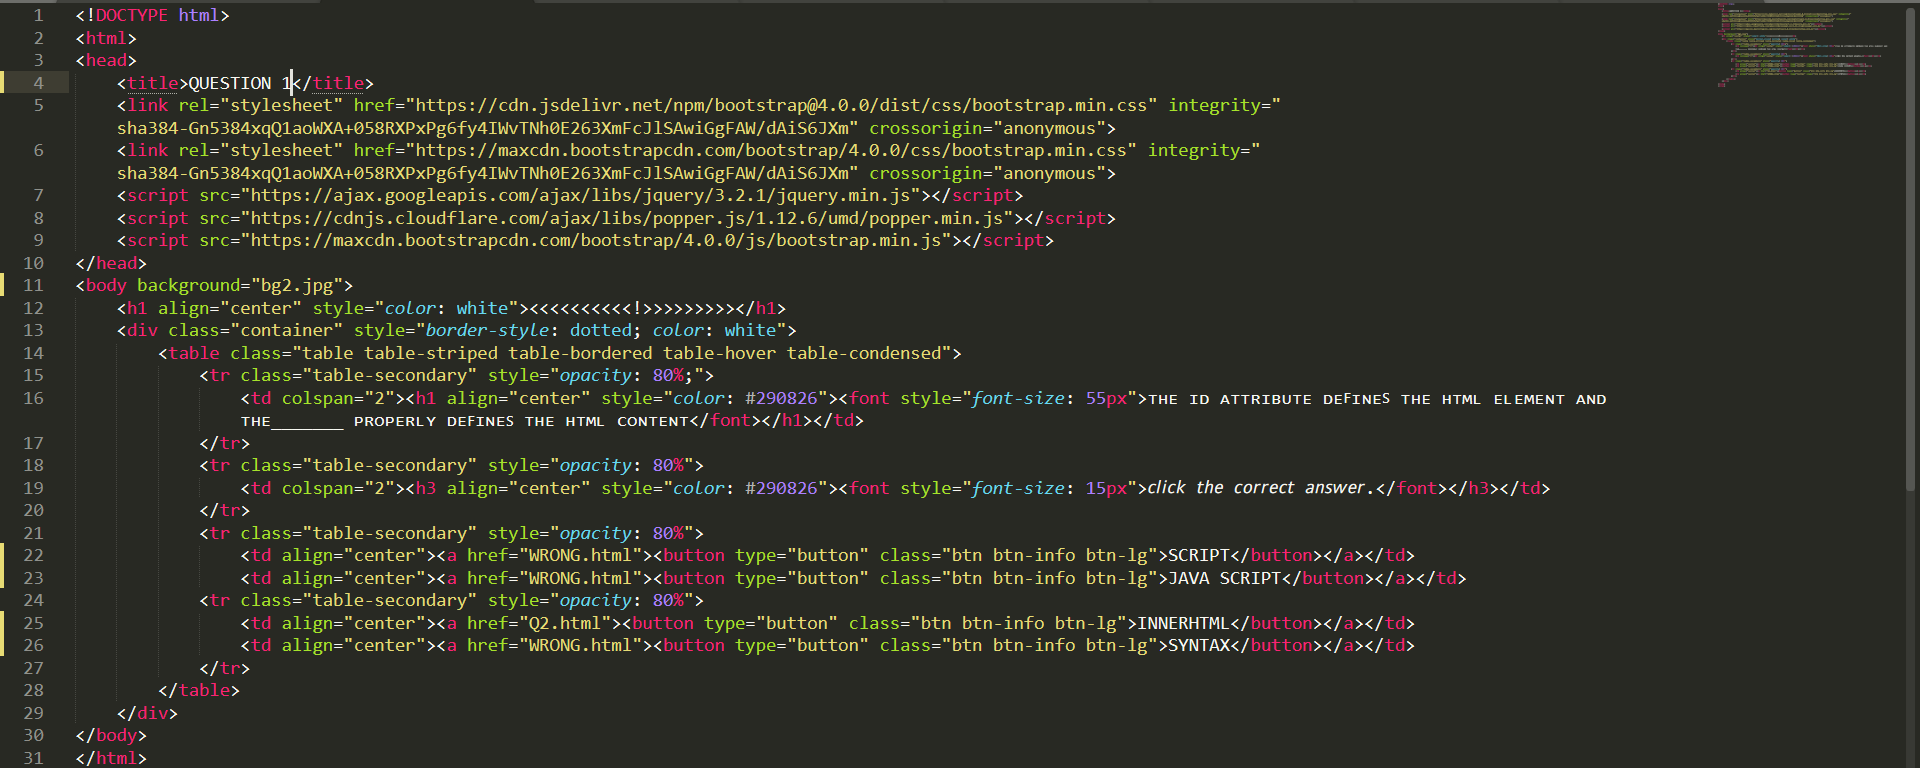 1 <!DOCTYPE html>
2 <html>
3 <head>
4 <title>QUESTION 1</title>
5 <link rel="stylesheet" href="https://cdn.jsdelivr.net/npm/bootstrap@4.0.0/dist/css/bootstrap.min.css" integrity="
sha384-Gn5384xqQ1aoWXA+058RXPxPg6fy4IWvTNh0E263XmFcJlSAwiGgFAW/dAiS6JXm" crossorigin="anonymous">
6 <link rel="stylesheet" href="https://maxcdn.bootstrapcdn.com/bootstrap/4.0.0/css/bootstrap.min.css" integrity="
sha384-Gn5384xqQ1aoWXA+058RXPxPg6fy4IWvTNh0E263XmFcJlSAwiGgFAW/dAiS6JXm" crossorigin="anonymous">
7 <script src="https://ajax.googleapis.com/ajax/libs/jquery/3.2.1/jquery.min.js"></script>
8 <script src="https://cdnjs.cloudflare.com/ajax/libs/popper.js/1.12.6/umd/popper.min.js"></script>
9 <script src="https://maxcdn.bootstrapcdn.com/bootstrap/4.0.0/js/bootstrap.min.js"></script>
10 </head>
11 <body background="bg2.jpg">
12 <h1 align="center" style="color: white"><<<<<<<<<<!>>>>>>>>></h1>
13 <div class="container" style="border-style: dotted; color: white">
14 <table class="table table-striped table-bordered table-hover table-condensed">
15 <tr class="table-secondary" style="opacity: 80%;">
16 <td colspan="2"><h1 align="center" style="color: #290826"><font style="font-size: 55px">ᴛʜᴇ ɪᴅ ᴀᴛᴛʀɪʙᴜᴛᴇ ᴅᴇꜰɪɴᴇꜱ ᴛʜᴇ ʜᴛᴍʟ ᴇʟᴇᴍᴇɴᴛ ᴀɴᴅ
ᴛʜᴇ_______ ᴘʀᴏᴘᴇʀʟʏ ᴅᴇꜰɪɴᴇꜱ ᴛʜᴇ ʜᴛᴍʟ ᴄᴏɴᴛᴇɴᴛ</font></h1></td>
17 </tr>
18 <tr class="table-secondary" style="opacity: 80%">
19 <td colspan="2"><h3 align="center" style="color: #290826"><font style="font-size: 15px">𝘤𝘭𝘪𝘤𝘬 𝘵𝘩𝘦 𝘤𝘰𝘳𝘳𝘦𝘤𝘵 𝘢𝘯𝘴𝘸𝘦𝘳.</font></h3></td>
20 </tr>
21 <tr class="table-secondary" style="opacity: 80%">
22 <td align="center"><a href="WRONG.html"><button type="button" class="btn btn-info btn-lg">SCRIPT</button></a></td>
23 <td align="center"><a href="WRONG.html"><button type="button" class="btn btn-info btn-lg">JAVA SCRIPT</button></a></td>
24 <tr class="table-secondary" style="opacity: 80%">
25 <td align="center"><a href="Q2.html"><button type="button" class="btn btn-info btn-lg">INNERHTML</button></a></td>
26 <td align="center"><a href="WRONG.html"><button type="button" class="btn btn-info btn-lg">SYNTAX</button></a></td>
27 </tr>
28 </table>
29 </div>
30 </body>
31 </html>